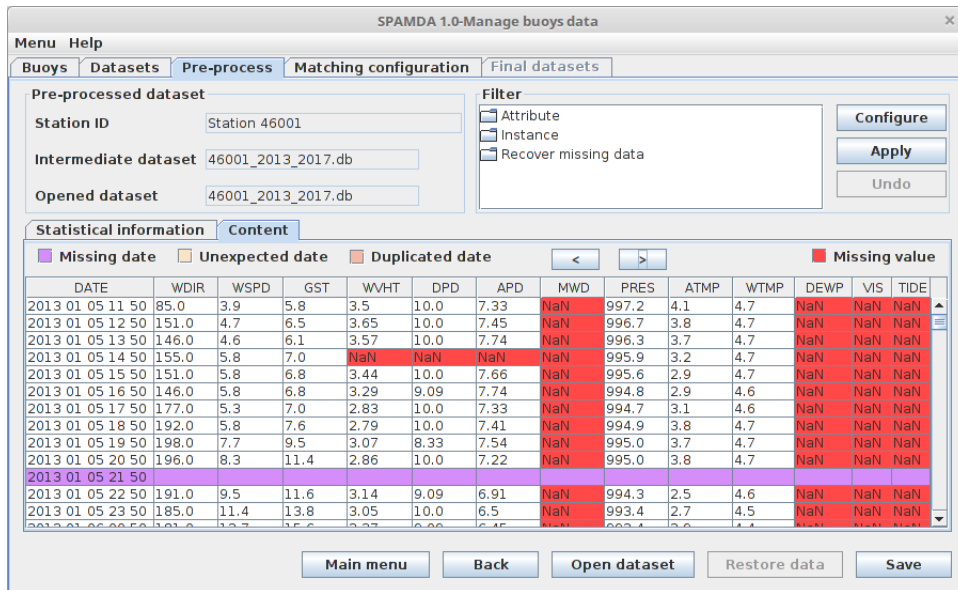 SPAMDA 1.0-Manage buoys data ×
Menu Help
Buoys Datasets Pre-process Matching configuration Final datasets
Pre-processed dataset
Station ID Station 46001
Intermediate dataset 46001_2013_2017.db
Opened dataset 46001_2013_2017.db
Filter
Attribute
Instance
Recover missing data
Configure
Apply
Undo
Statistical information Content
Missing date Unexpected date Duplicated date < > Missing value
DATE WDIR WSPD GST WVHT DPD APD MWD PRES ATMP WTMP DEWP VIS TIDE
2013 01 05 11 50 85.0 3.9 5.8 3.5 10.0 7.33 NaN 997.2 4.1 4.7 NaN NaN NaN
2013 01 05 12 50 151.0 4.7 6.5 3.65 10.0 7.45 NaN 996.7 3.8 4.7 NaN NaN NaN
2013 01 05 13 50 146.0 4.6 6.1 3.57 10.0 7.74 NaN 996.3 3.7 4.7 NaN NaN NaN
2013 01 05 14 50 155.0 5.8 7.0 NaN NaN NaN NaN 995.9 3.2 4.7 NaN NaN NaN
2013 01 05 15 50 151.0 5.8 6.8 3.44 10.0 7.66 NaN 995.6 2.9 4.7 NaN NaN NaN
2013 01 05 16 50 146.0 5.8 6.8 3.29 9.09 7.74 NaN 994.8 2.9 4.6 NaN NaN NaN
2013 01 05 17 50 177.0 5.3 7.0 2.83 10.0 7.33 NaN 994.7 3.1 4.6 NaN NaN NaN
2013 01 05 18 50 192.0 5.8 7.6 2.79 10.0 7.41 NaN 994.9 3.8 4.7 NaN NaN NaN
2013 01 05 19 50 198.0 7.7 9.5 3.07 8.33 7.54 NaN 995.0 3.7 4.7 NaN NaN NaN
2013 01 05 20 50 196.0 8.3 11.4 2.86 10.0 7.22 NaN 995.0 3.8 4.7 NaN NaN NaN
2013 01 05 21 50
2013 01 05 22 50 191.0 9.5 11.6 3.14 9.09 6.91 NaN 994.3 2.5 4.6 NaN NaN NaN
2013 01 05 23 50 185.0 11.4 13.8 3.05 10.0 6.5 NaN 993.4 2.7 4.5 NaN NaN NaN
Main menu Back Open dataset Restore data Save